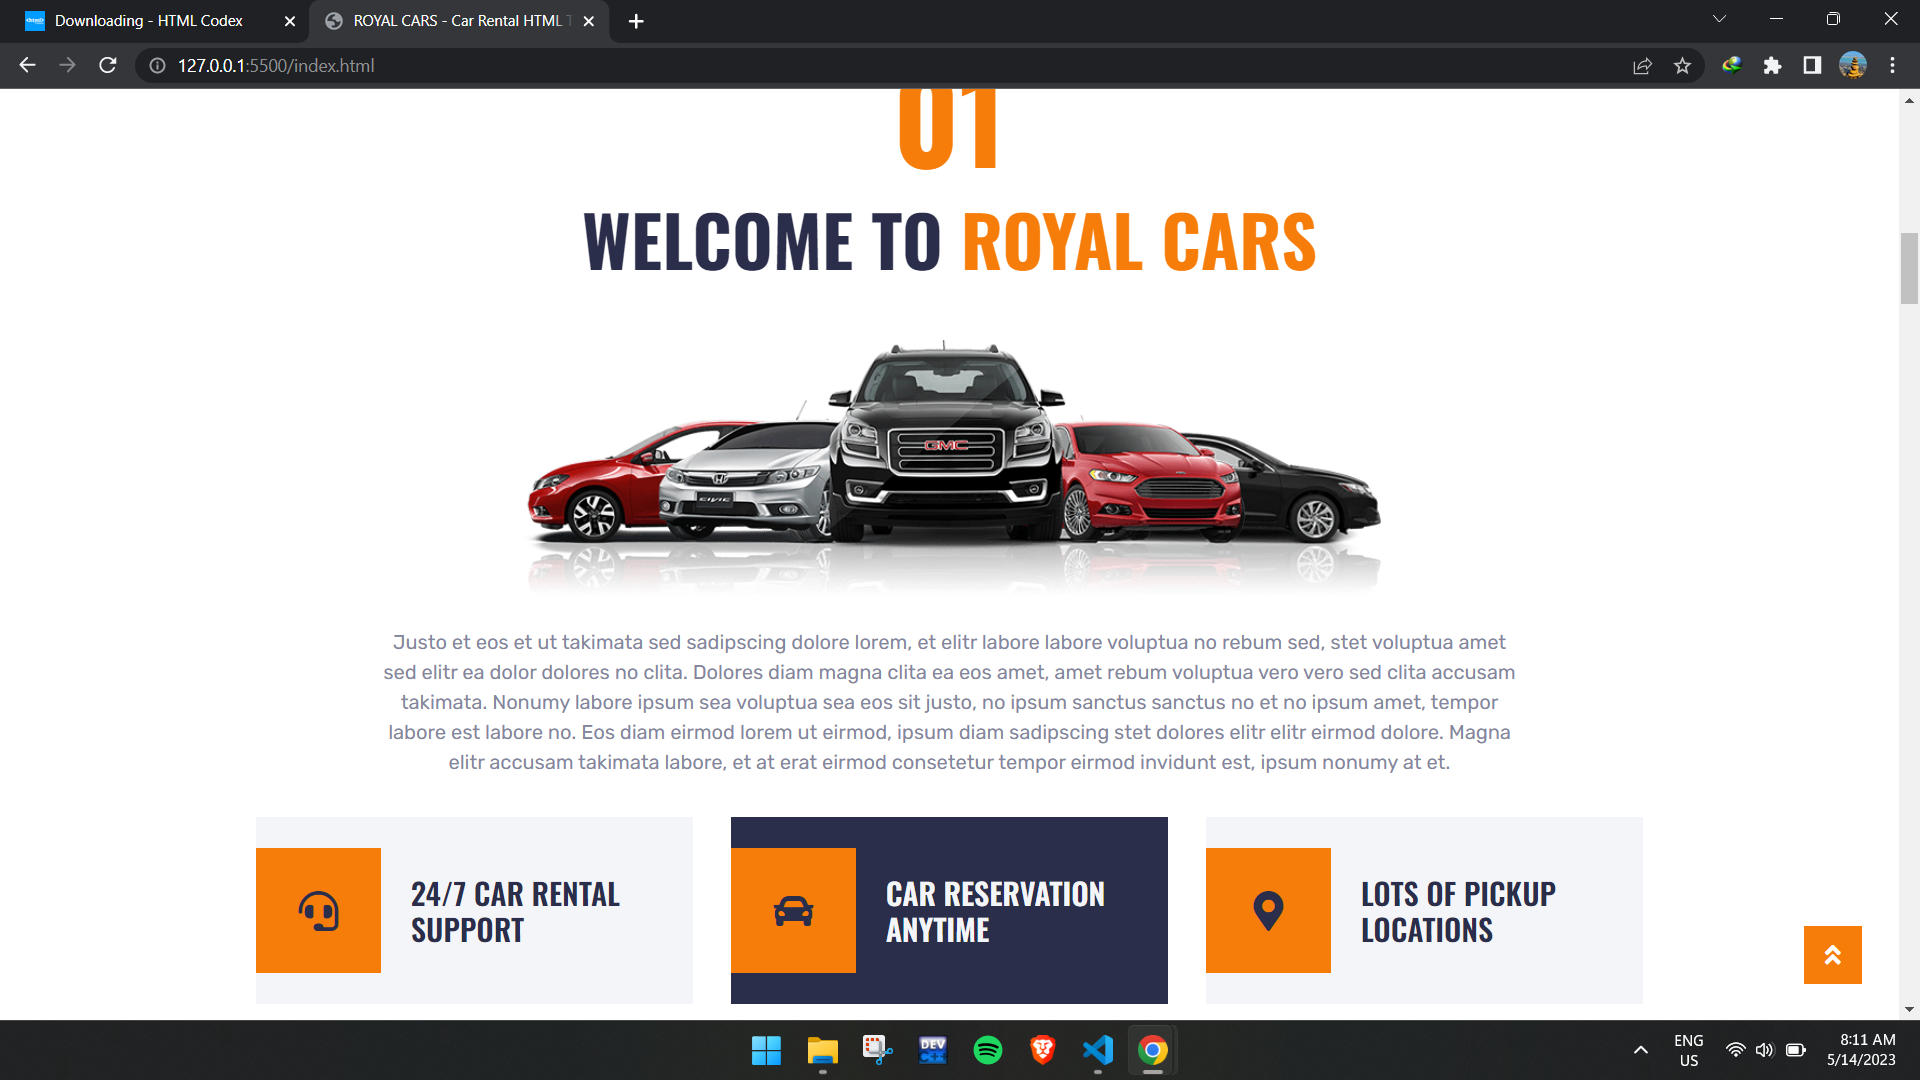 Downloading - HTML Codex
ROYAL CARS - Car Rental HTML T
127.0.0.1:5500/index.html
01
WELCOME TO ROYAL CARS
GMC
CIVIC
Justo et eos et ut takimata sed sadipscing dolore lorem, et elitr labore labore voluptua no rebum sed, stet voluptua amet
sed elitr ea dolor dolores no clita. Dolores diam magna clita ea eos amet, amet rebum voluptua vero vero sed clita accusam
takimata. Nonumy labore ipsum sea voluptua sea eos sit justo, no ipsum sanctus sanctus no et no ipsum amet, tempor
labore est labore no. Eos diam eirmod lorem ut eirmod, ipsum diam sadipscing stet dolores elitr elitr eirmod dolore. Magna
elitr accusam takimata labore, et at erat eirmod consetetur tempor eirmod invidunt est, ipsum nonumy at et.
24/7 CAR RENTAL
SUPPORT
CAR RESERVATION
ANYTIME
LOTS OF PICKUP
LOCATIONS
DEV
C++
ENG
US
8:11 AM
5/14/2023